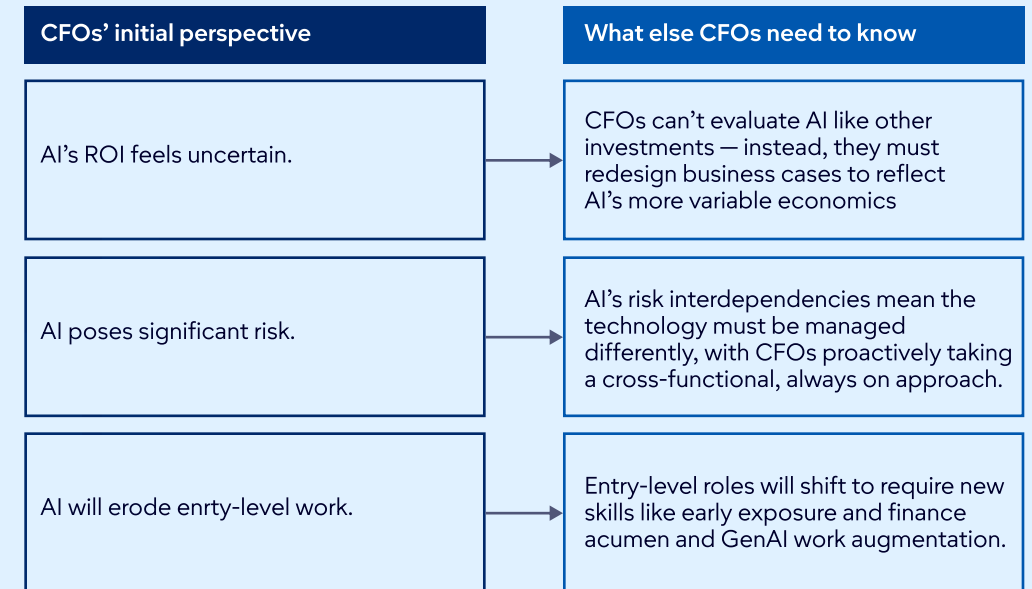 CFOs’ initial perspective
What else CFOs need to know
AI’s ROI feels uncertain.
CFOs can’t evaluate AI like other
investments — instead, they must
redesign business cases to reflect
AI’s more variable economics
AI poses significant risk.
AI’s risk interdependencies mean the
technology must be managed
differently, with CFOs proactively taking
a cross-functional, always on approach.
AI will erode enrty-level work.
Entry-level roles will shift to require new
skills like early exposure and finance
acumen and GenAI work augmentation.